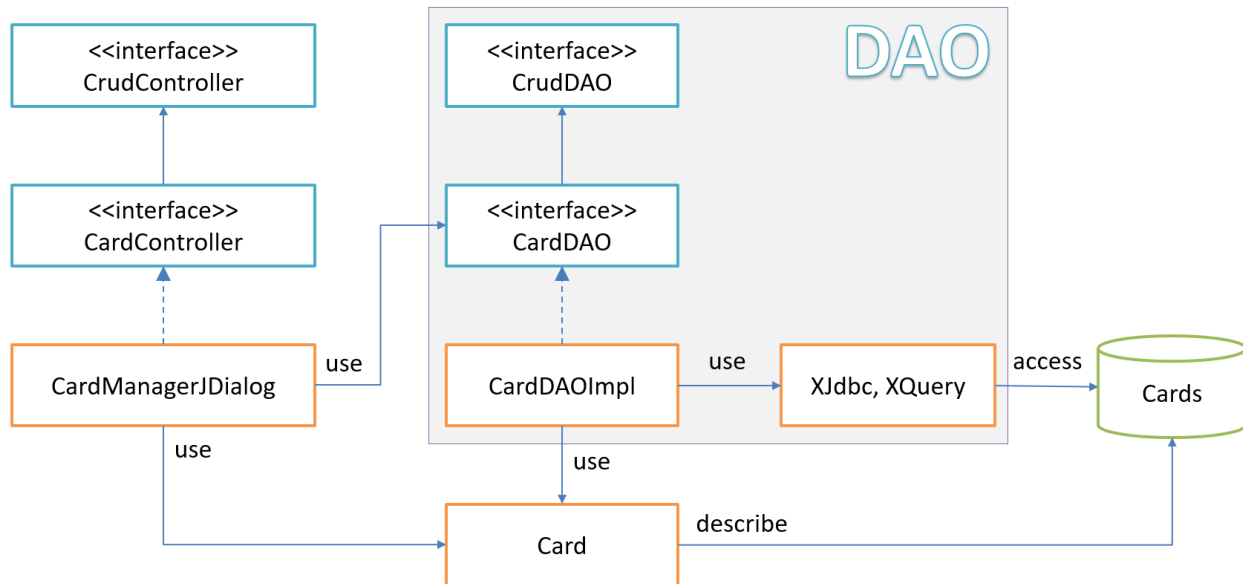 DAO
<<interface>>
CrudController
<<interface>>
CrudDAO
<<interface>>
CardController
<<interface>>
CardDAO
CardManagerJDialog
use
CardDAOImpl
use
XJdbc, XQuery
access
Cards
use
use
Card
describe